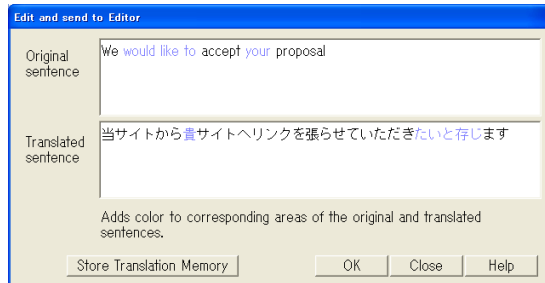 Edit and send to Editor
Original
sentence
We would like to accept your proposal
Translated
sentence
当サイトから貴サイトへリンクを張らせていただきたいと存じます
Adds color to corresponding areas of the original and translated
sentences.
Store Translation Memory
OK
Close
Help